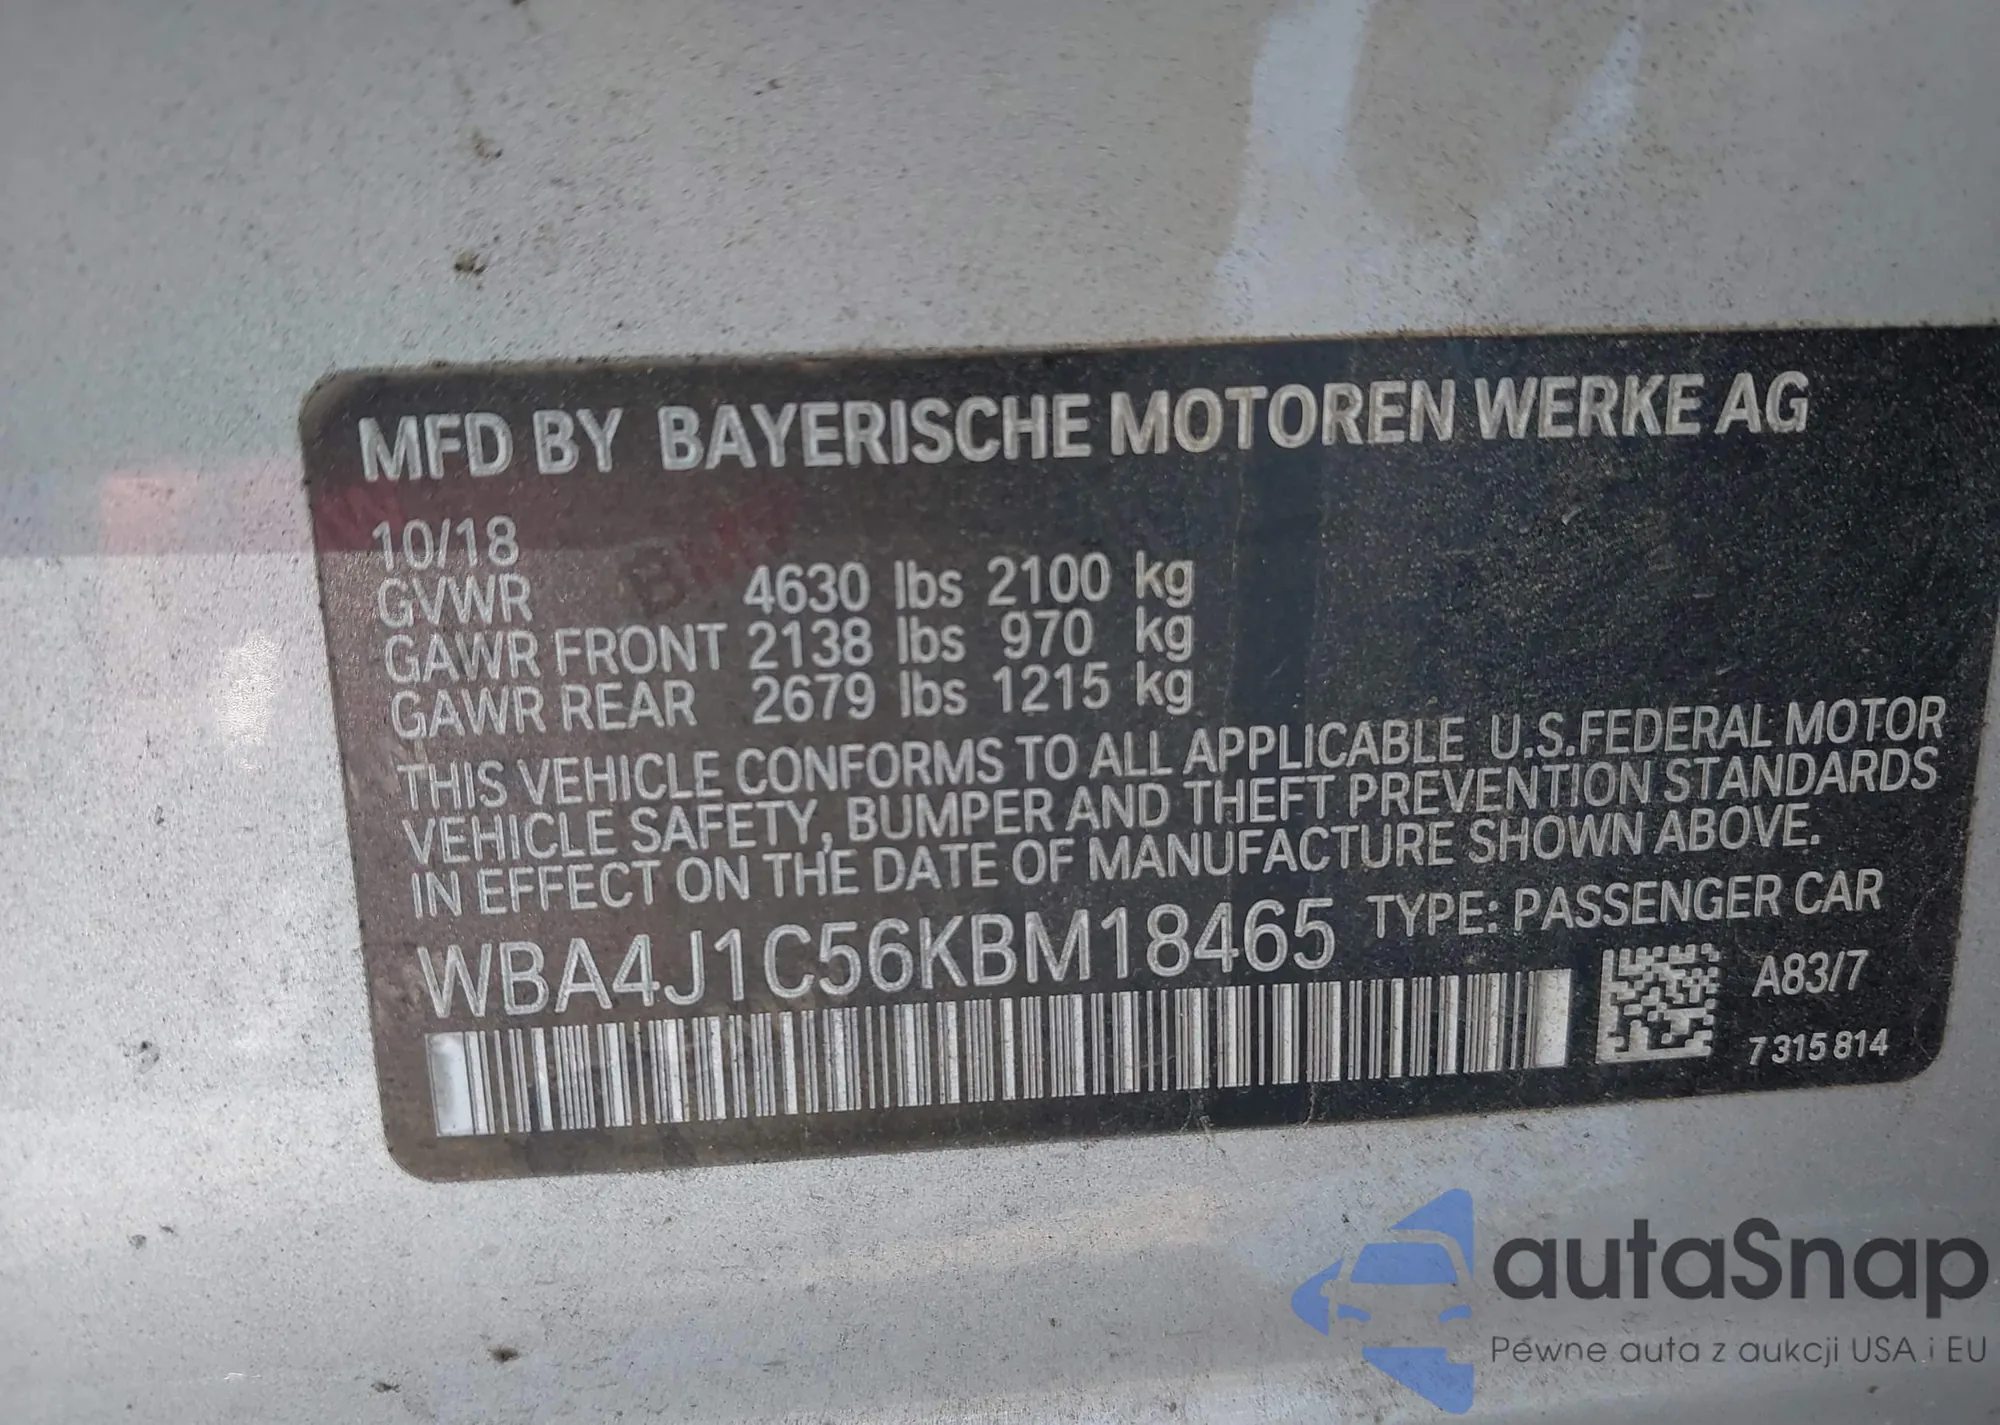 MFD BY BAYERISCHE MOTOREN WERKE AG
10/18
GVWR 4630 lbs 2100 kg
GAWR FRONT 2138 lbs 970 kg
GAWR REAR 2679 lbs 1215 kg
THIS VEHICLE CONFORMS TO ALL APPLICABLE U.S.FEDERAL MOTOR
VEHICLE SAFETY, BUMPER AND THEFT PREVENTION STANDARDS
IN EFFECT ON THE DATE OF MANUFACTURE SHOWN ABOVE.
WBA4J1C56KBM18465 TYPE: PASSENGER CAR
A83/7
7 315 814
autaSnap
Pewne auta z aukcji USA i EU